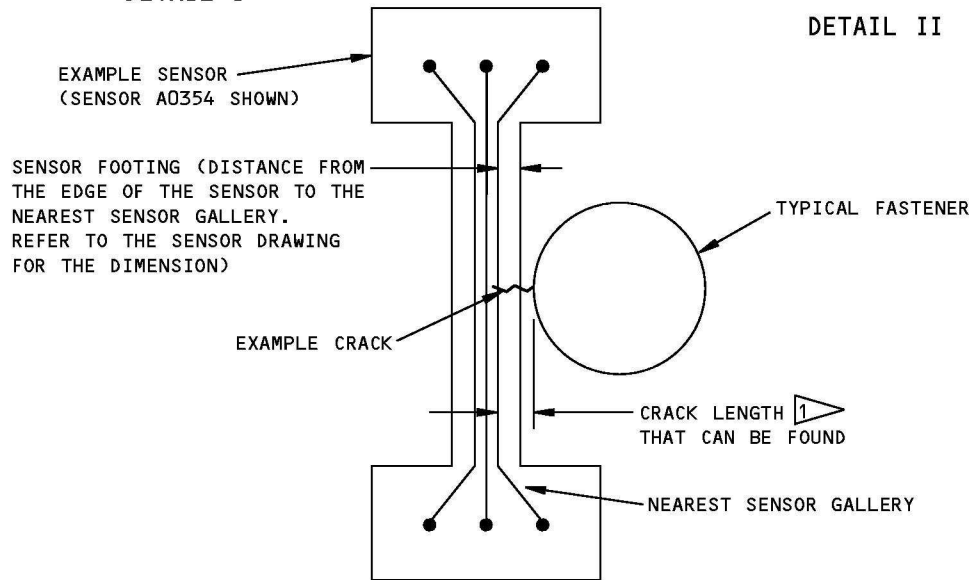 DETAIL II
EXAMPLE SENSOR
(SENSOR A0354 SHOWN)
SENSOR FOOTING (DISTANCE FROM
THE EDGE OF THE SENSOR TO THE
NEAREST SENSOR GALLERY.
REFER TO THE SENSOR DRAWING
FOR THE DIMENSION)
TYPICAL FASTENER
EXAMPLE CRACK
CRACK LENGTH 1
THAT CAN BE FOUND
NEAREST SENSOR GALLERY